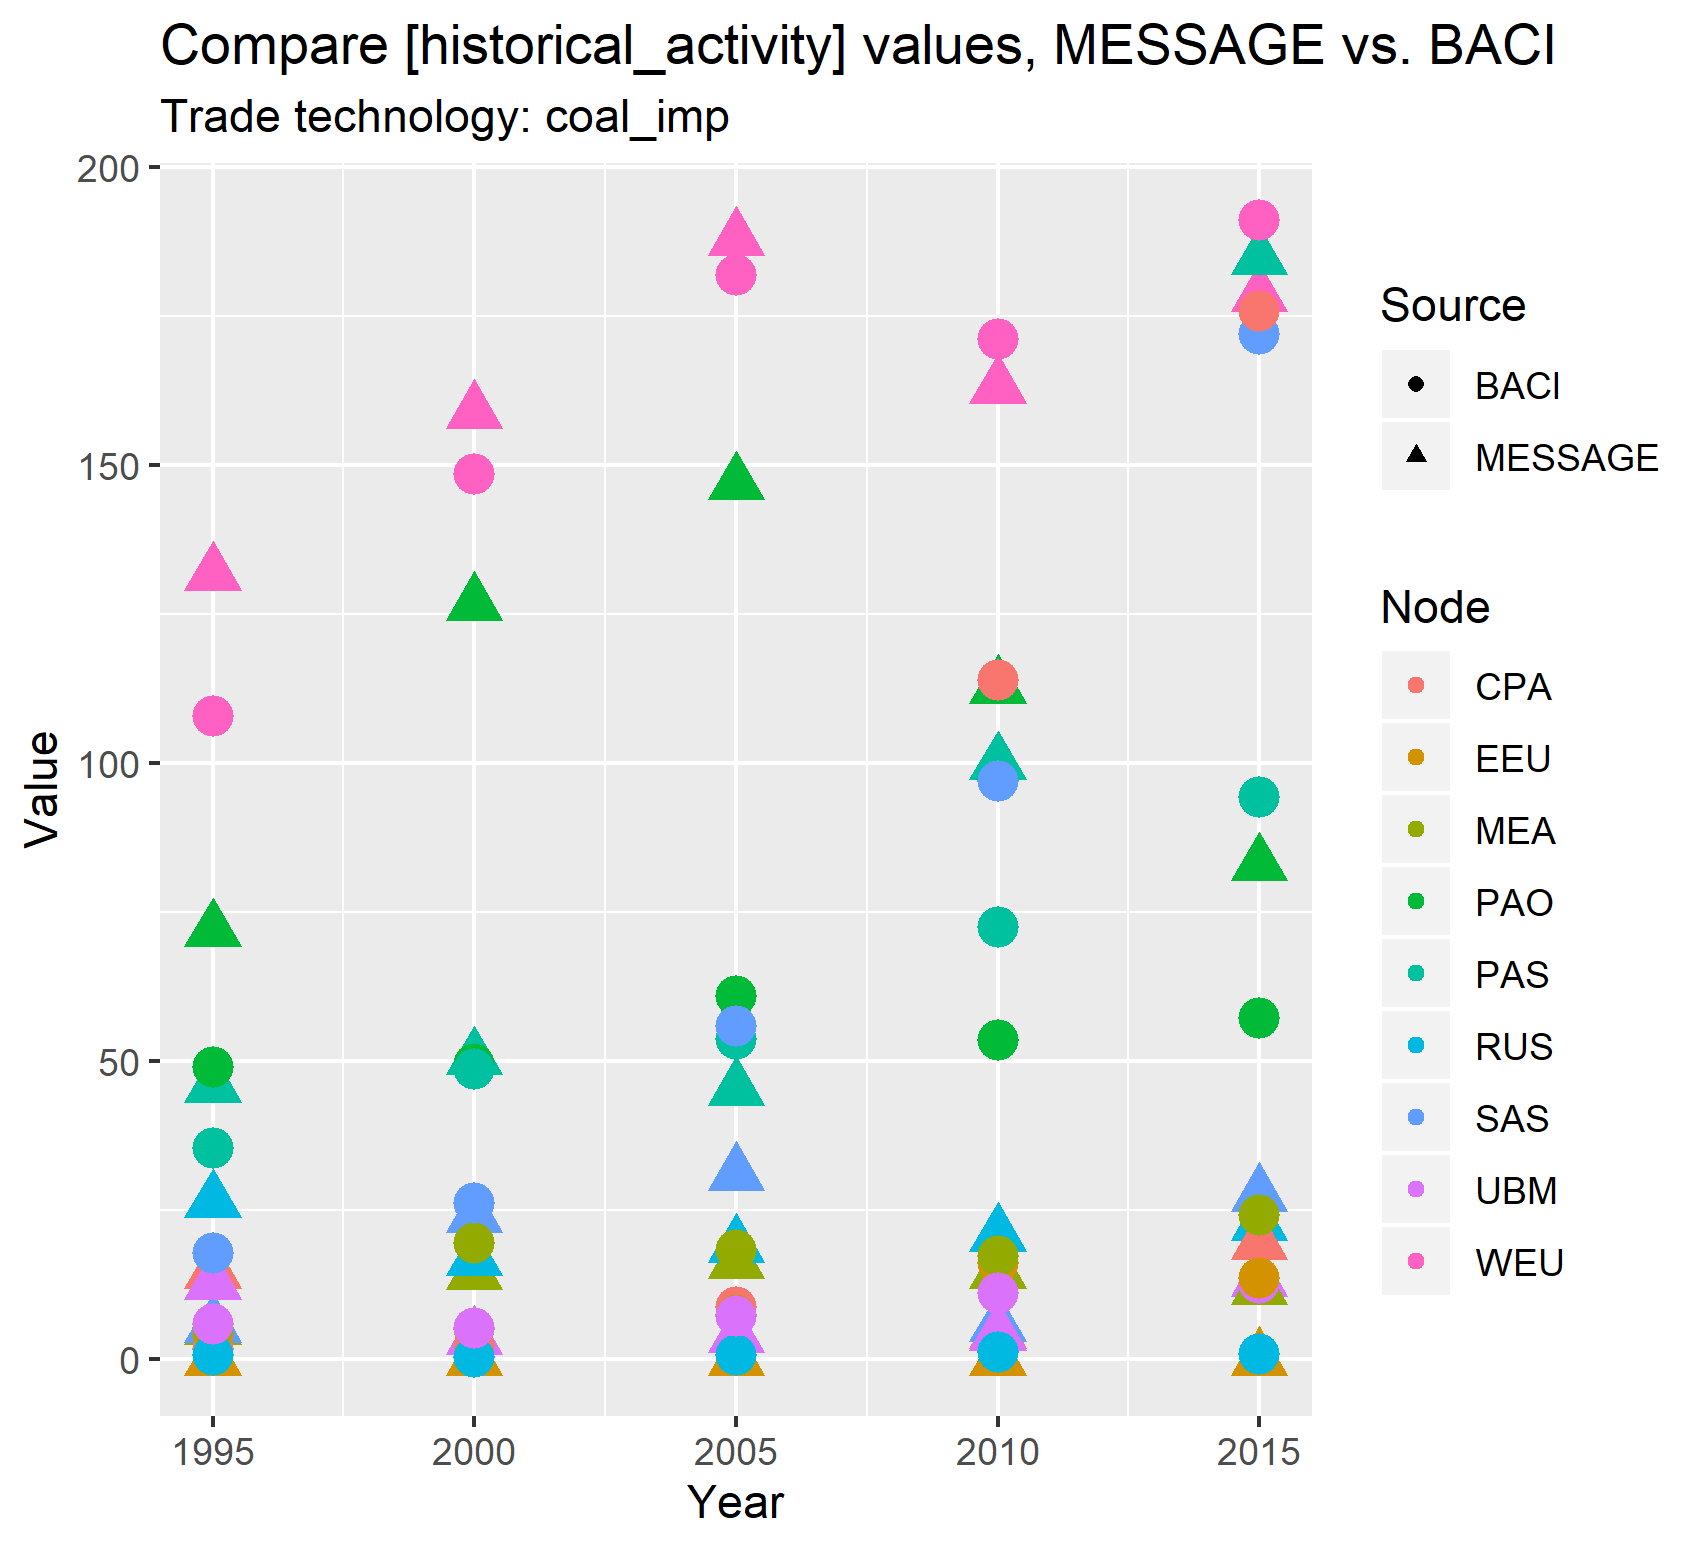 Compare [historical_activity] values, MESSAGE vs. BACI
Trade technology: coal_imp
200
150
100
50
0
Value
1995 2000 2005 2010 2015
Year
Source
BACI
MESSAGE
Node
CPA
EEU
MEA
PAO
PAS
RUS
SAS
UBM
WEU